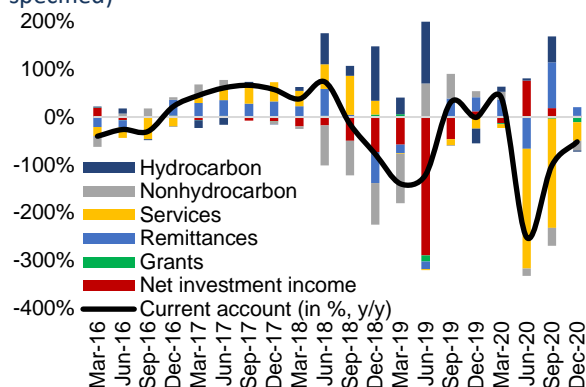 specified)
200%
100%
0%
-100%
-200%
-300%
-400%
Hydrocarbon
Nonhydrocarbon
Services
Remittances
Grants
Net investment income
Current account (in %, y/y)
Mar-16
Jun-16
Sep-16
Dec-16
Mar-17
Jun-17
Sep-17
Dec-17
Mar-18
Jun-18
Sep-18
Dec-18
Mar-19
Jun-19
Sep-19
Dec-19
Mar-20
Jun-20
Sep-20
Dec-20